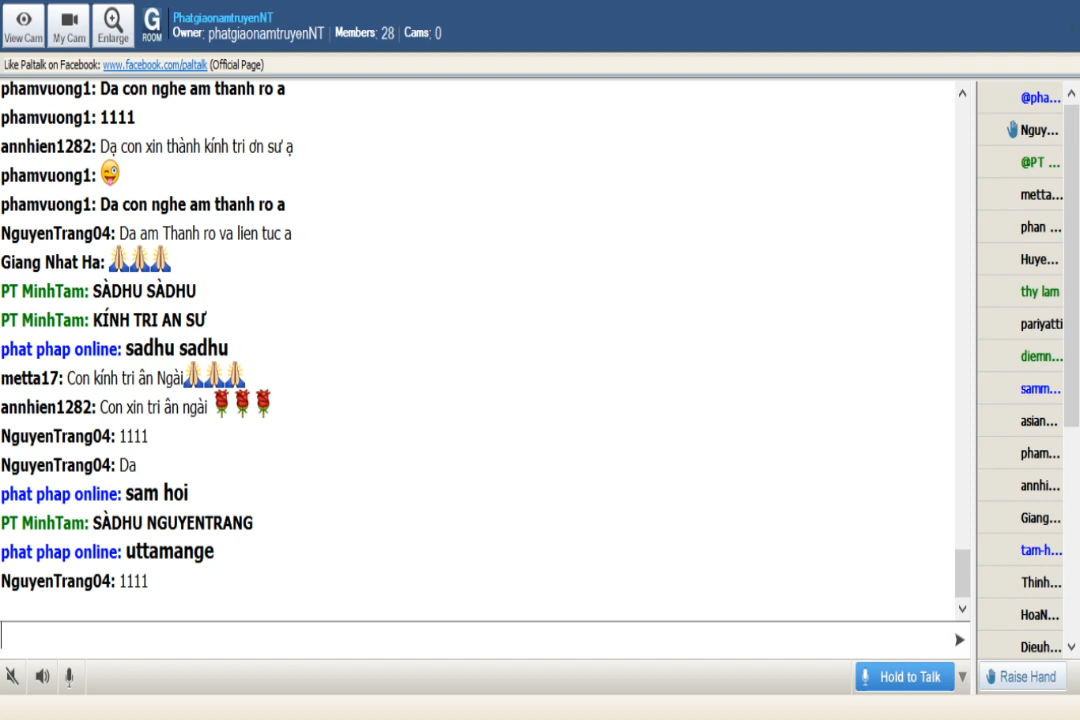 View Cam
My Cam
Enlarge
G
ROOM
PhatgiaonamtruyenNT
Owner: phatgiaonamtruyenNT | Members: 28 | Cams: 0
Like Paltalk on Facebook: www.facebook.com/paltalk (Official Page)
phamvuong1: Da con nghe am thanh ro a
phamvuong1: 1111
annhien1282: Dạ con xin thành kính tri ơn sư ạ
phamvuong1:
phamvuong1: Da con nghe am thanh ro a
NguyenTrang04: Da am Thanh ro va lien tuc a
Giang Nhat Ha:
PT MinhTam: SÀDHU SÀDHU
PT MinhTam: KÍNH TRI AN SƯ
phat phap online: sadhu sadhu
metta17: Con kính tri ân Ngài
annhien1282: Con xin tri ân ngài
NguyenTrang04: 1111
NguyenTrang04: Da
phat phap online: sam hoi
PT MinhTam: SÀDHU NGUYENTRANG
phat phap online: uttamange
NguyenTrang04: 1111
@pha...
Nguy...
@PT ...
metta...
phan ...
Huye...
thy lam
pariyatti
diemn...
samm...
asian...
pham...
annhi...
Giang...
tam-h...
Thinh...
HoaN...
Dieuh...
Hold to Talk
Raise Hand